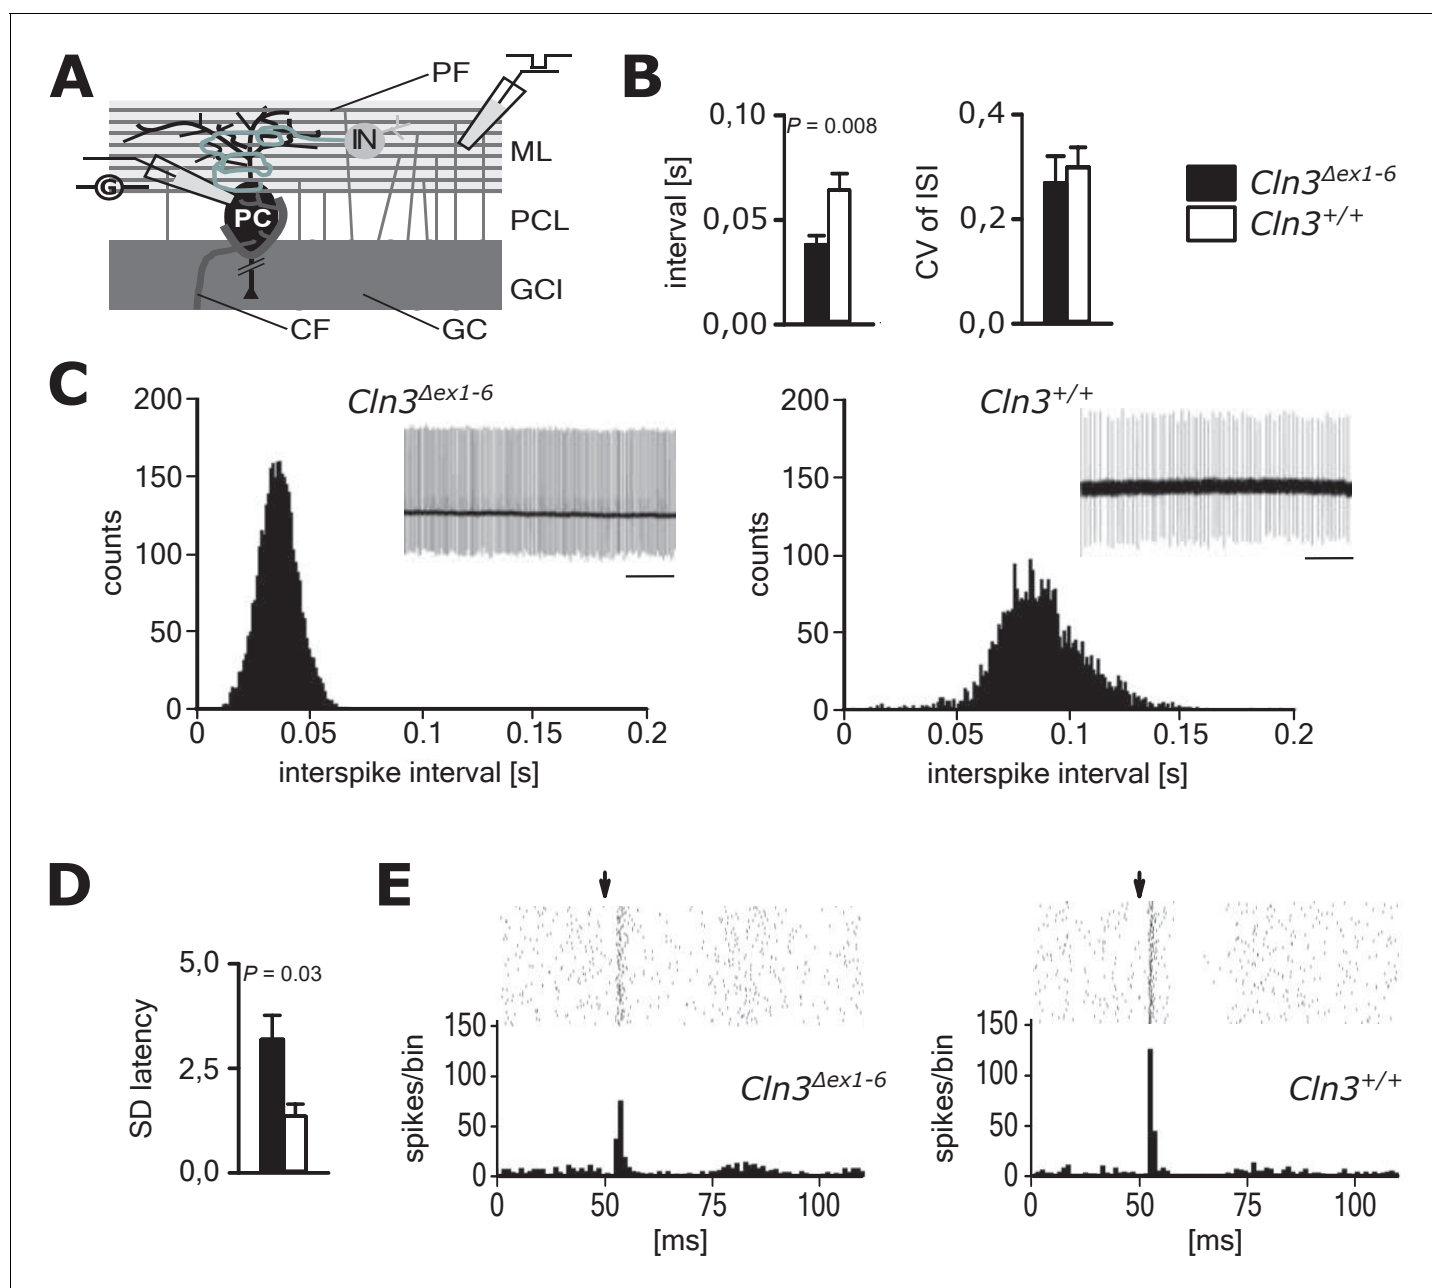 A
PF
IN
ML
G
PC
PCL
GCl
CF
GC
B
0,10
P = 0.008
0,05
0,00
interval [s]
0,4
0,2
0,0
CV of ISI
Cln3Δex1-6
Cln3+/+
C
Cln3Δex1-6
200
150
100
50
0
counts
0 0.05 0.1 0.15 0.2
interspike interval [s]
Cln3+/+
200
150
100
50
0
counts
0 0.05 0.1 0.15 0.2
interspike interval [s]
D
5,0
P = 0.03
2,5
0,0
SD latency
E
150
100
50
0
spikes/bin
Cln3Δex1-6
0 50 75 100
[ms]
150
100
50
0
spikes/bin
Cln3+/+
0 50 75 100
[ms]